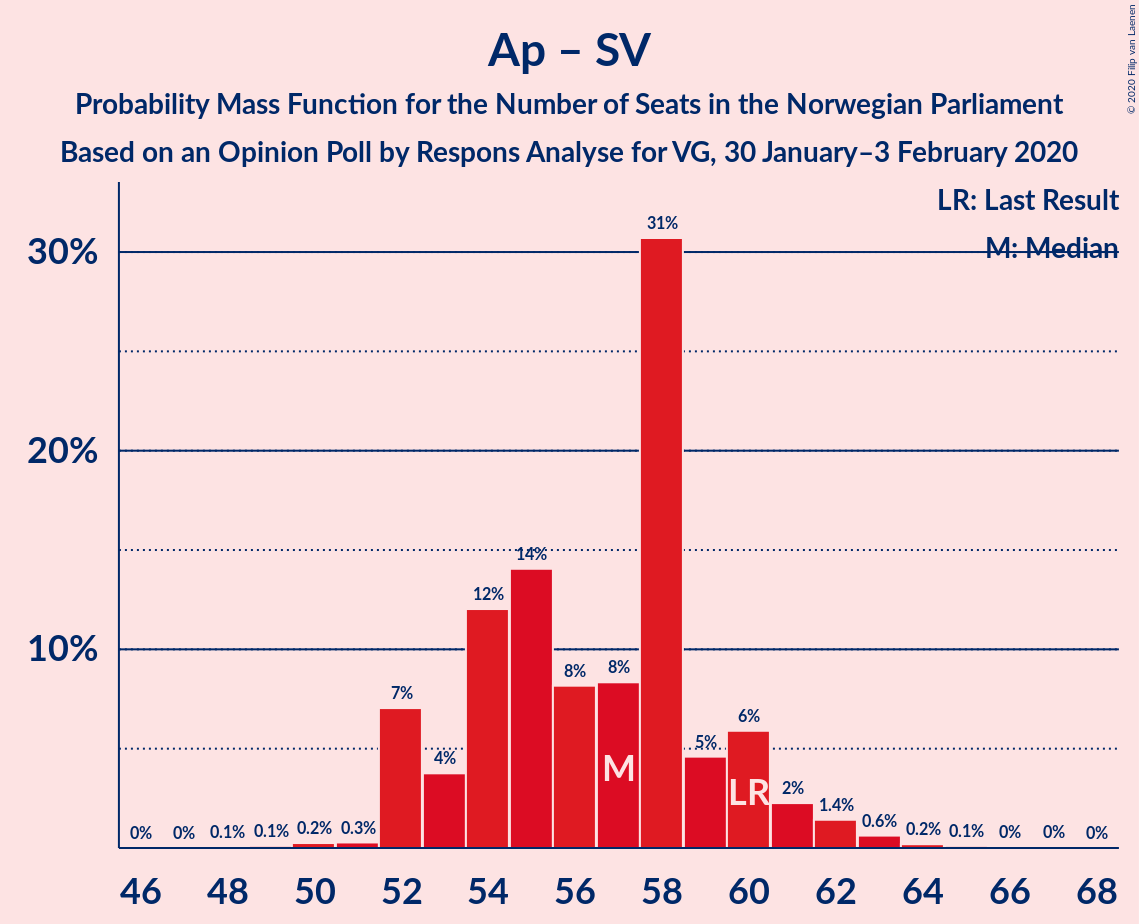 Ap – SV
Probability Mass Function for the Number of Seats in the Norwegian Parliament
Based on an Opinion Poll by Respons Analyse for VG, 30 January–3 February 2020
© 2020 Filip van Laenen
LR: Last Result
M: Median
30%
20%
10%
0%
0%
0.1%
0.1%
0.2%
0.3%
7%
4%
12%
14%
8%
8%
31%
5%
6%
2%
1.4%
0.6%
0.2%
0.1%
0%
0%
0%
M
LR
46 48 50 52 54 56 58 60 62 64 66 68